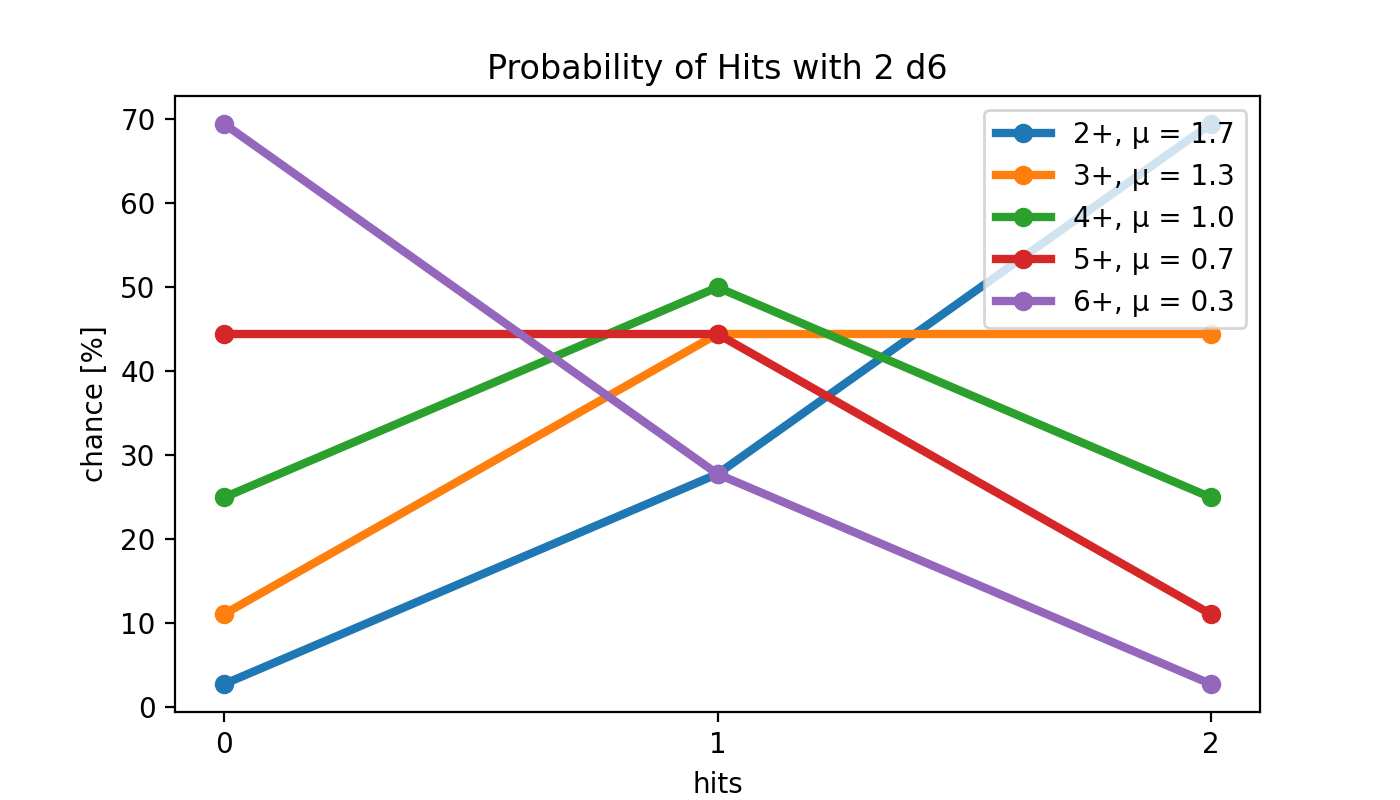 Probability of Hits with 2 d6
2+, μ = 1.7
3+, μ = 1.3
4+, μ = 1.0
5+, μ = 0.7
6+, μ = 0.3
chance [%]
70
60
50
40
30
20
10
0
0 1 2
hits